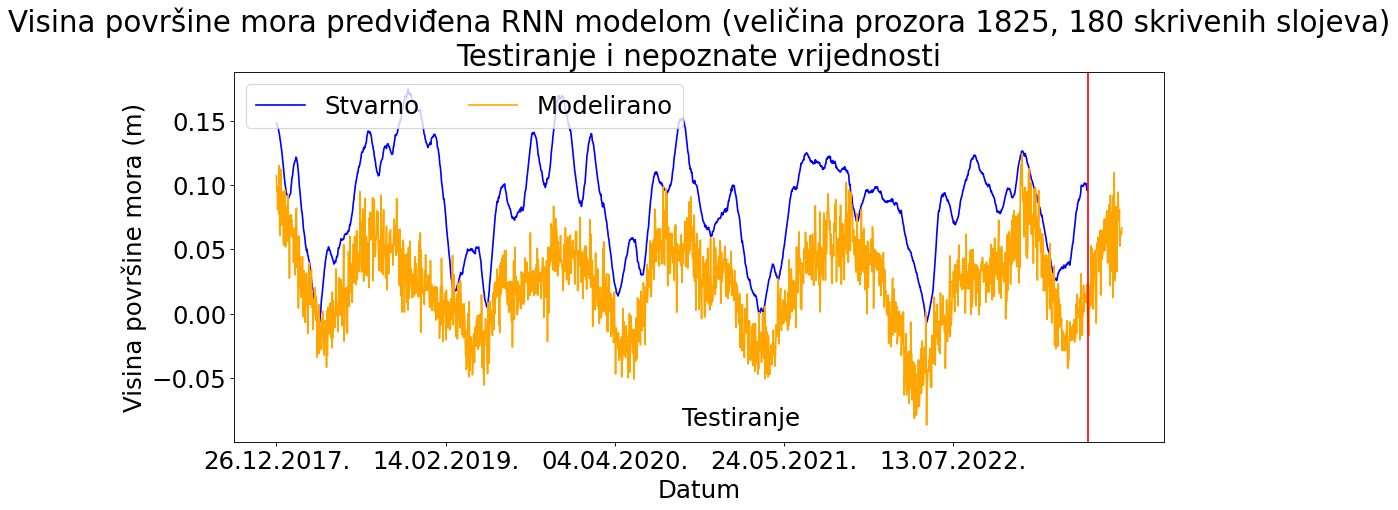 Visina površine mora predviđena RNN modelom (veličina prozora 1825, 180 skrivenih slojeva)
Testiranje i nepoznate vrijednosti
Stvarno Modelirano
Visina površine mora (m)
0.15
0.10
0.05
0.00
−0.05
Testiranje
26.12.2017. 14.02.2019. 04.04.2020. 24.05.2021. 13.07.2022.
Datum